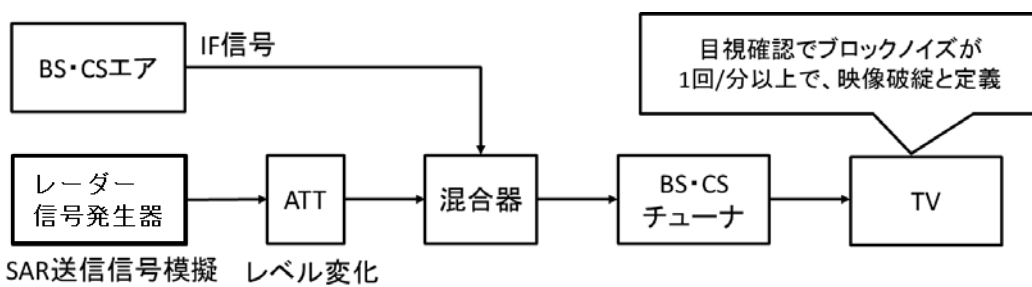 IF信号
BS・CSエア
目視確認でブロックノイズが
1回/分以上で、映像破綻と定義
レーダー
信号発生器
ATT
混合器
BS・CS
チューナ
TV
SAR送信信号模擬
レベル変化